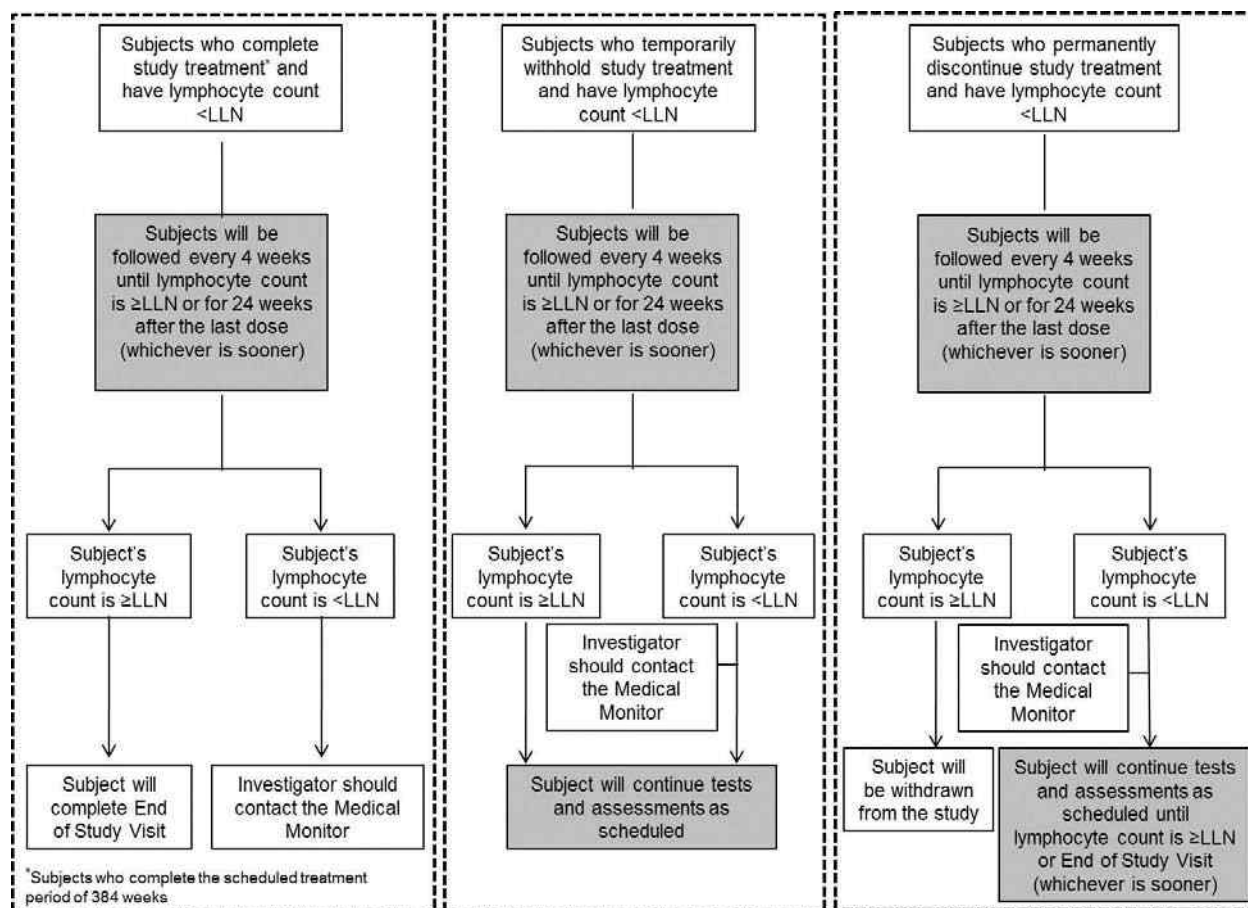 Subjects who complete
study treatment* and
have lymphocyte count
<LLN
Subjects will be
followed every 4 weeks
until lymphocyte count
is ≥LLN or for 24 weeks
after the last dose
(whichever is sooner)
Subject's
lymphocyte
count is ≥LLN
Subject's
lymphocyte
count is <LLN
Subject will
complete End
of Study Visit
Investigator should
contact the Medical
Monitor
*Subjects who complete the scheduled treatment
period of 384 weeks
Subjects who temporarily
withhold study treatment
and have lymphocyte
count <LLN
Subjects will be
followed every 4 weeks
until lymphocyte count
is ≥LLN or for 24 weeks
after the last dose
(whichever is sooner)
Subject's
lymphocyte
count is ≥LLN
Subject's
lymphocyte
count is <LLN
Investigator
should contact
the Medical
Monitor
Subject will continue tests
and assessments as
scheduled
Subjects who permanently
discontinue study treatment
and have lymphocyte count
<LLN
Subjects will be
followed every 4 weeks
until lymphocyte count
is ≥LLN or for 24 weeks
after the last dose
(whichever is sooner)
Subject's
lymphocyte
count is ≥LLN
Subject's
lymphocyte
count is <LLN
Investigator
should contact
the Medical
Monitor
Subject will
be withdrawn
from the study
Subject will continue tests
and assessments as
scheduled until
lymphocyte count is ≥LLN
or End of Study Visit
(whichever is sooner)